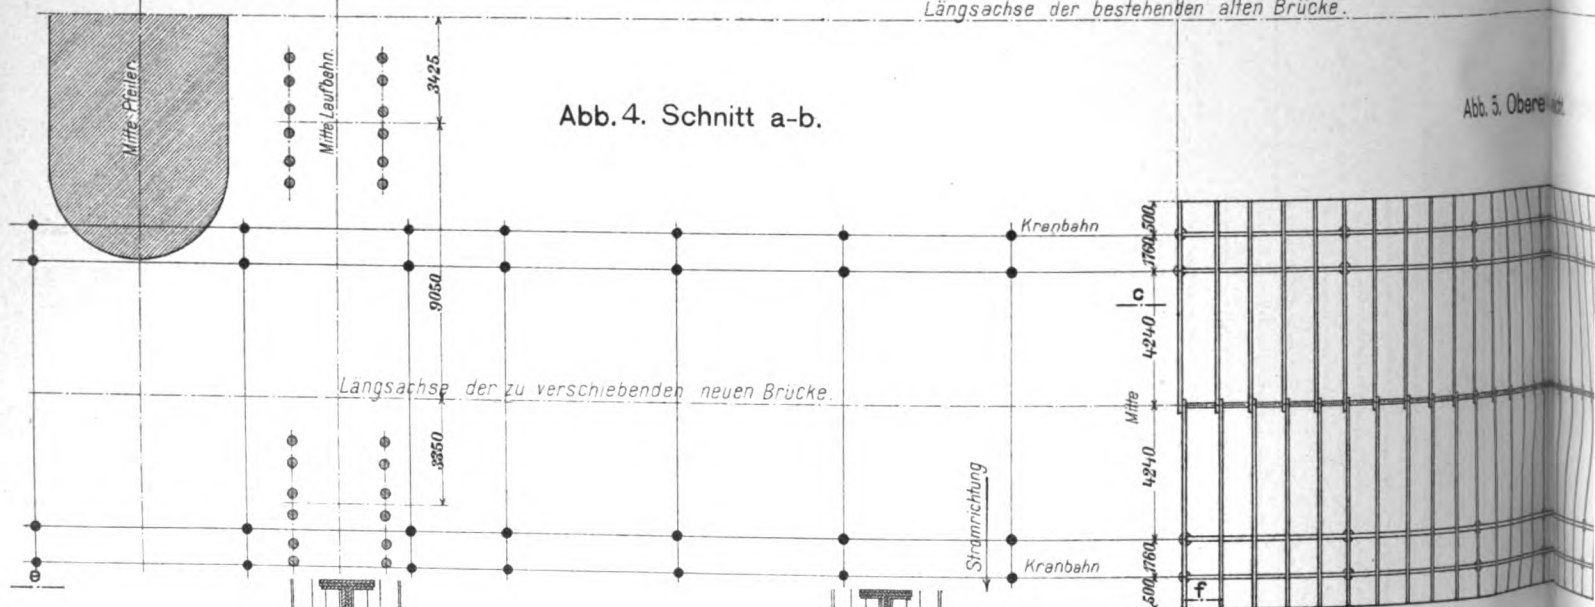 Längsachse der bestehenden alten Brücke.
Mitte Pfeiler.
Mitte Laufbahn.
3425
Abb. 4. Schnitt a-b.
Abb. 5. Obere
Kranbahn
500
1760
9050
c
4240
Längsachse der zu verschiebenden neuen Brücke.
Mitte
3350
4240
Stromrichtung
Kranbahn
1760
500
e
f